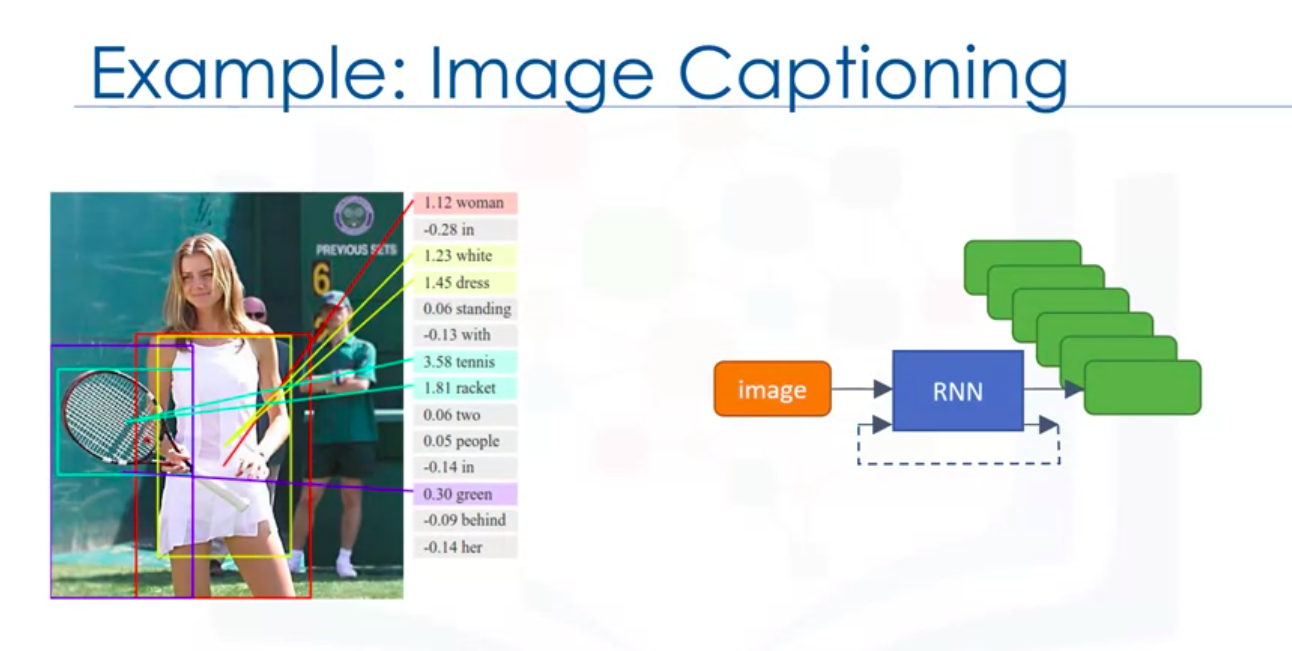 Example: Image Captioning
PREVIOUS SETS
6
1.12 woman
-0.28 in
1.23 white
1.45 dress
0.06 standing
-0.13 with
3.58 tennis
1.81 racket
0.06 two
0.05 people
-0.14 in
0.30 green
-0.09 behind
-0.14 her
image
RNN